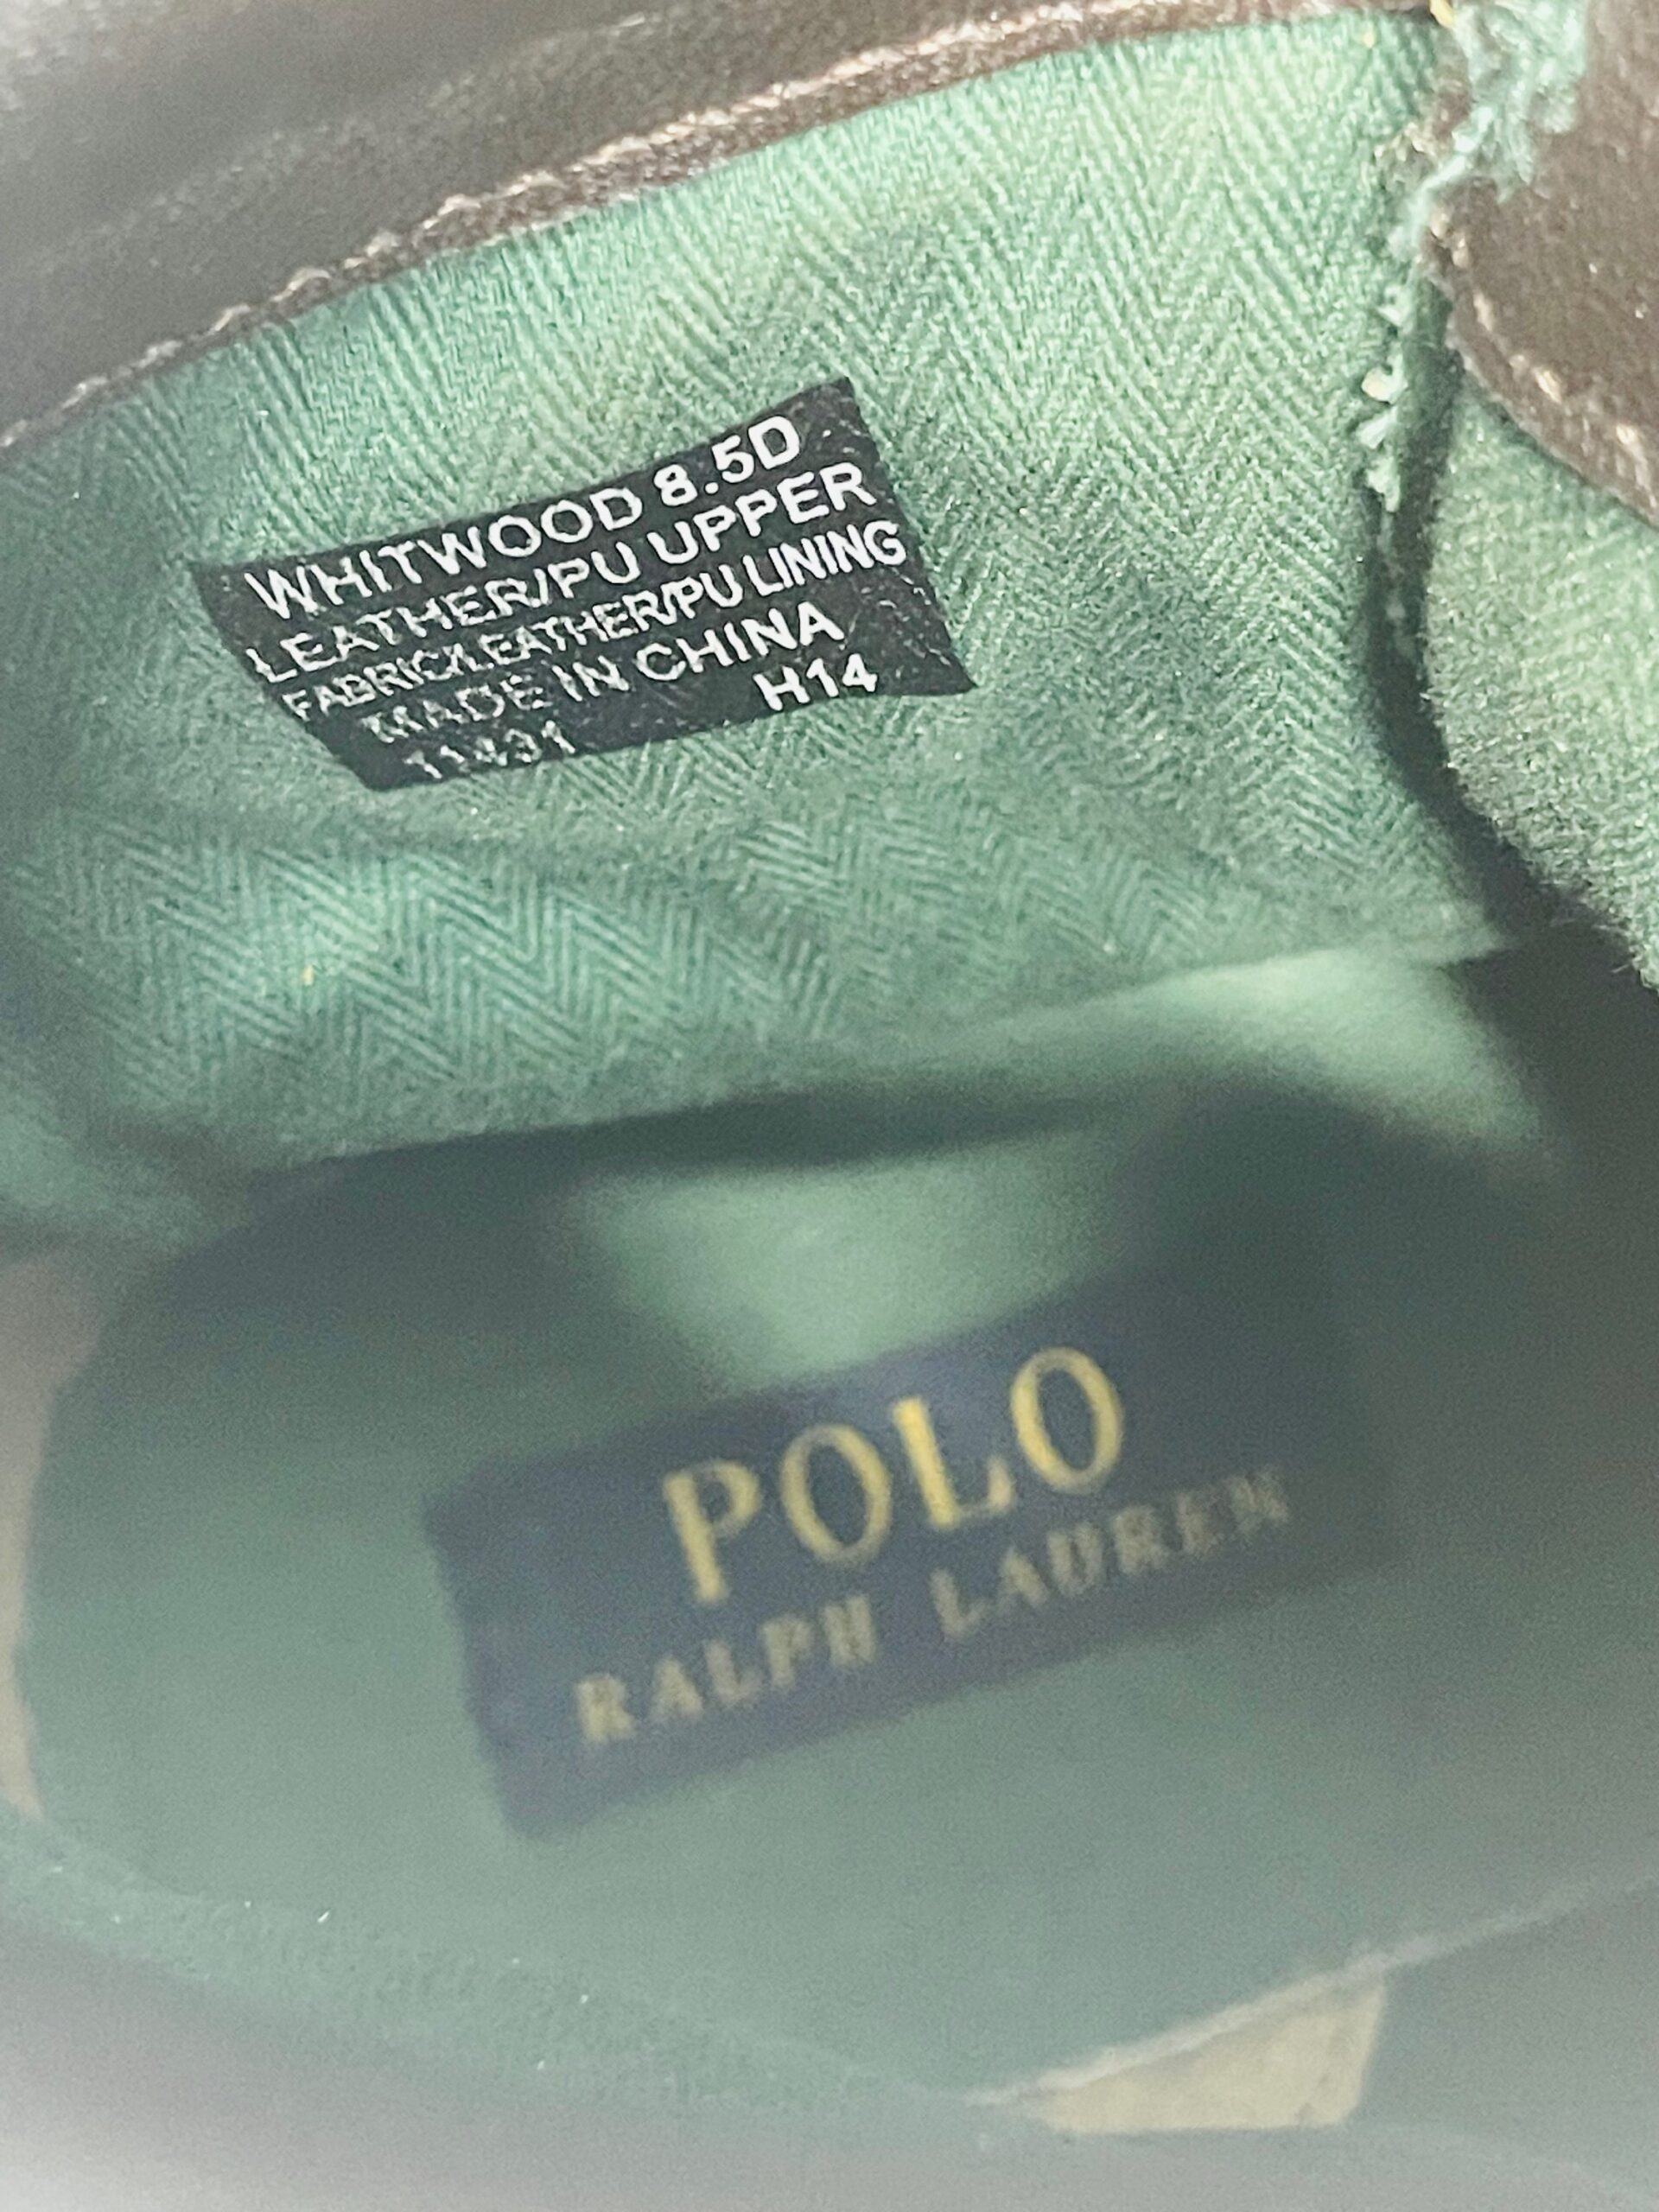 WHITWOOD 8.5D
LEATHER/PU UPPER
FABRIC/LEATHER/PU LINING
MADE IN CHINA
H14
POLO
RALPH LAUREN